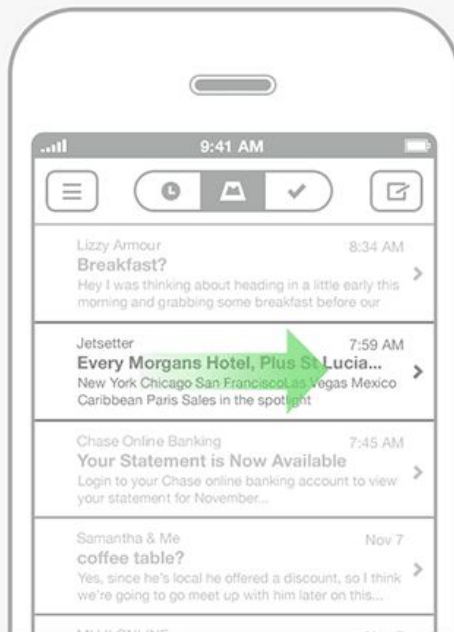 9:41 AM
Lizzy Armour 8:34 AM
Breakfast?
Hey I was thinking about heading in a little early this
morning and grabbing some breakfast before our
Jetsetter 7:59 AM
Every Morgans Hotel, Plus St Lucia...
New York Chicago San FranciscoLas Vegas Mexico
Caribbean Paris Sales in the spotlight
Chase Online Banking 7:45 AM
Your Statement is Now Available
Login to your Chase online banking account to view
your statement for November...
Samantha & Me Nov 7
coffee table?
Yes, since he's local he offered a discount, so I think
we're going to go meet up with him later on this...